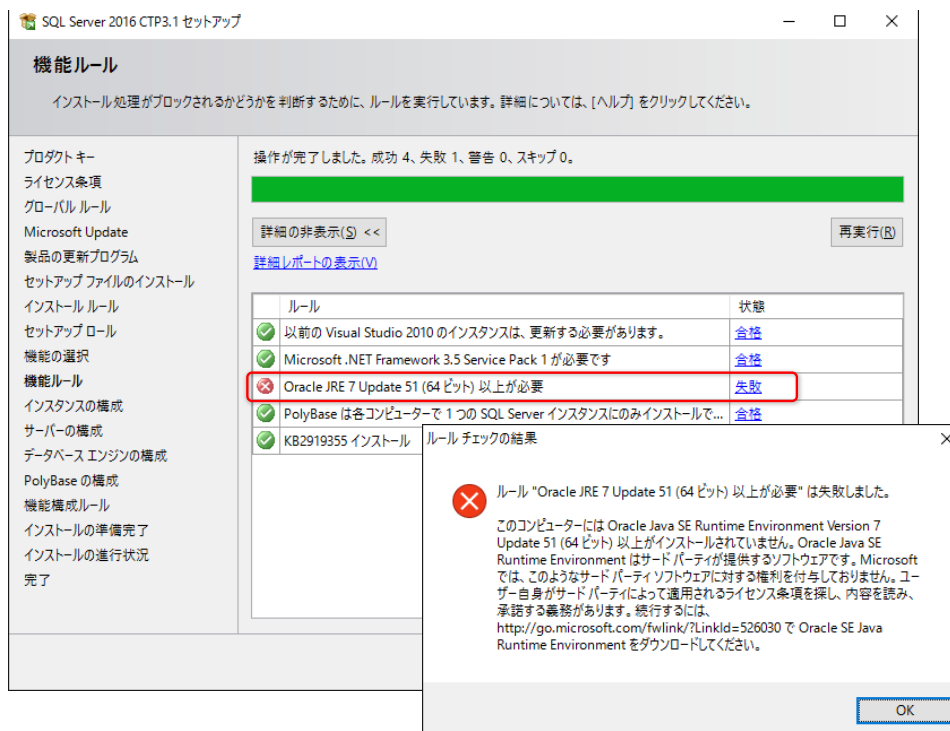 SQL Server 2016 CTP3.1 セットアップ
機能ルール
インストール処理がブロックされるかどうかを判断するために、ルールを実行しています。詳細については、[ヘルプ] をクリックしてください。
プロダクト キー
ライセンス条項
グローバル ルール
Microsoft Update
製品の更新プログラム
セットアップ ファイルのインストール
インストール ルール
セットアップ ロール
機能の選択
機能ルール
インスタンスの構成
サーバーの構成
データベース エンジンの構成
PolyBase の構成
機能構成ルール
インストールの準備完了
インストールの進行状況
完了
操作が完了しました。成功 4、失敗 1、警告 0、スキップ 0。
詳細の非表示(S) <<
再実行(R)
詳細レポートの表示(V)
ルール 状態
以前の Visual Studio 2010 のインスタンスは、更新する必要があります。 合格
Microsoft .NET Framework 3.5 Service Pack 1 が必要です 合格
Oracle JRE 7 Update 51 (64 ビット) 以上が必要 失敗
PolyBase は各コンピューターで 1 つの SQL Server インスタンスにのみインストールで... 合格
KB2919355 インストール
ルール チェックの結果
ルール "Oracle JRE 7 Update 51 (64 ビット) 以上が必要" は失敗しました。
このコンピューターには Oracle Java SE Runtime Environment Version 7
Update 51 (64 ビット) 以上がインストールされていません。Oracle Java SE
Runtime Environment はサード パーティが提供するソフトウェアです。Microsoft
では、このようなサード パーティ ソフトウェアに対する権利を付与しておりません。ユー
ザー自身がサード パーティによって適用されるライセンス条項を探し、内容を読み、
承諾する義務があります。続行するには、
http://go.microsoft.com/fwlink/?LinkId=526030 で Oracle SE Java
Runtime Environment をダウンロードしてください。
OK